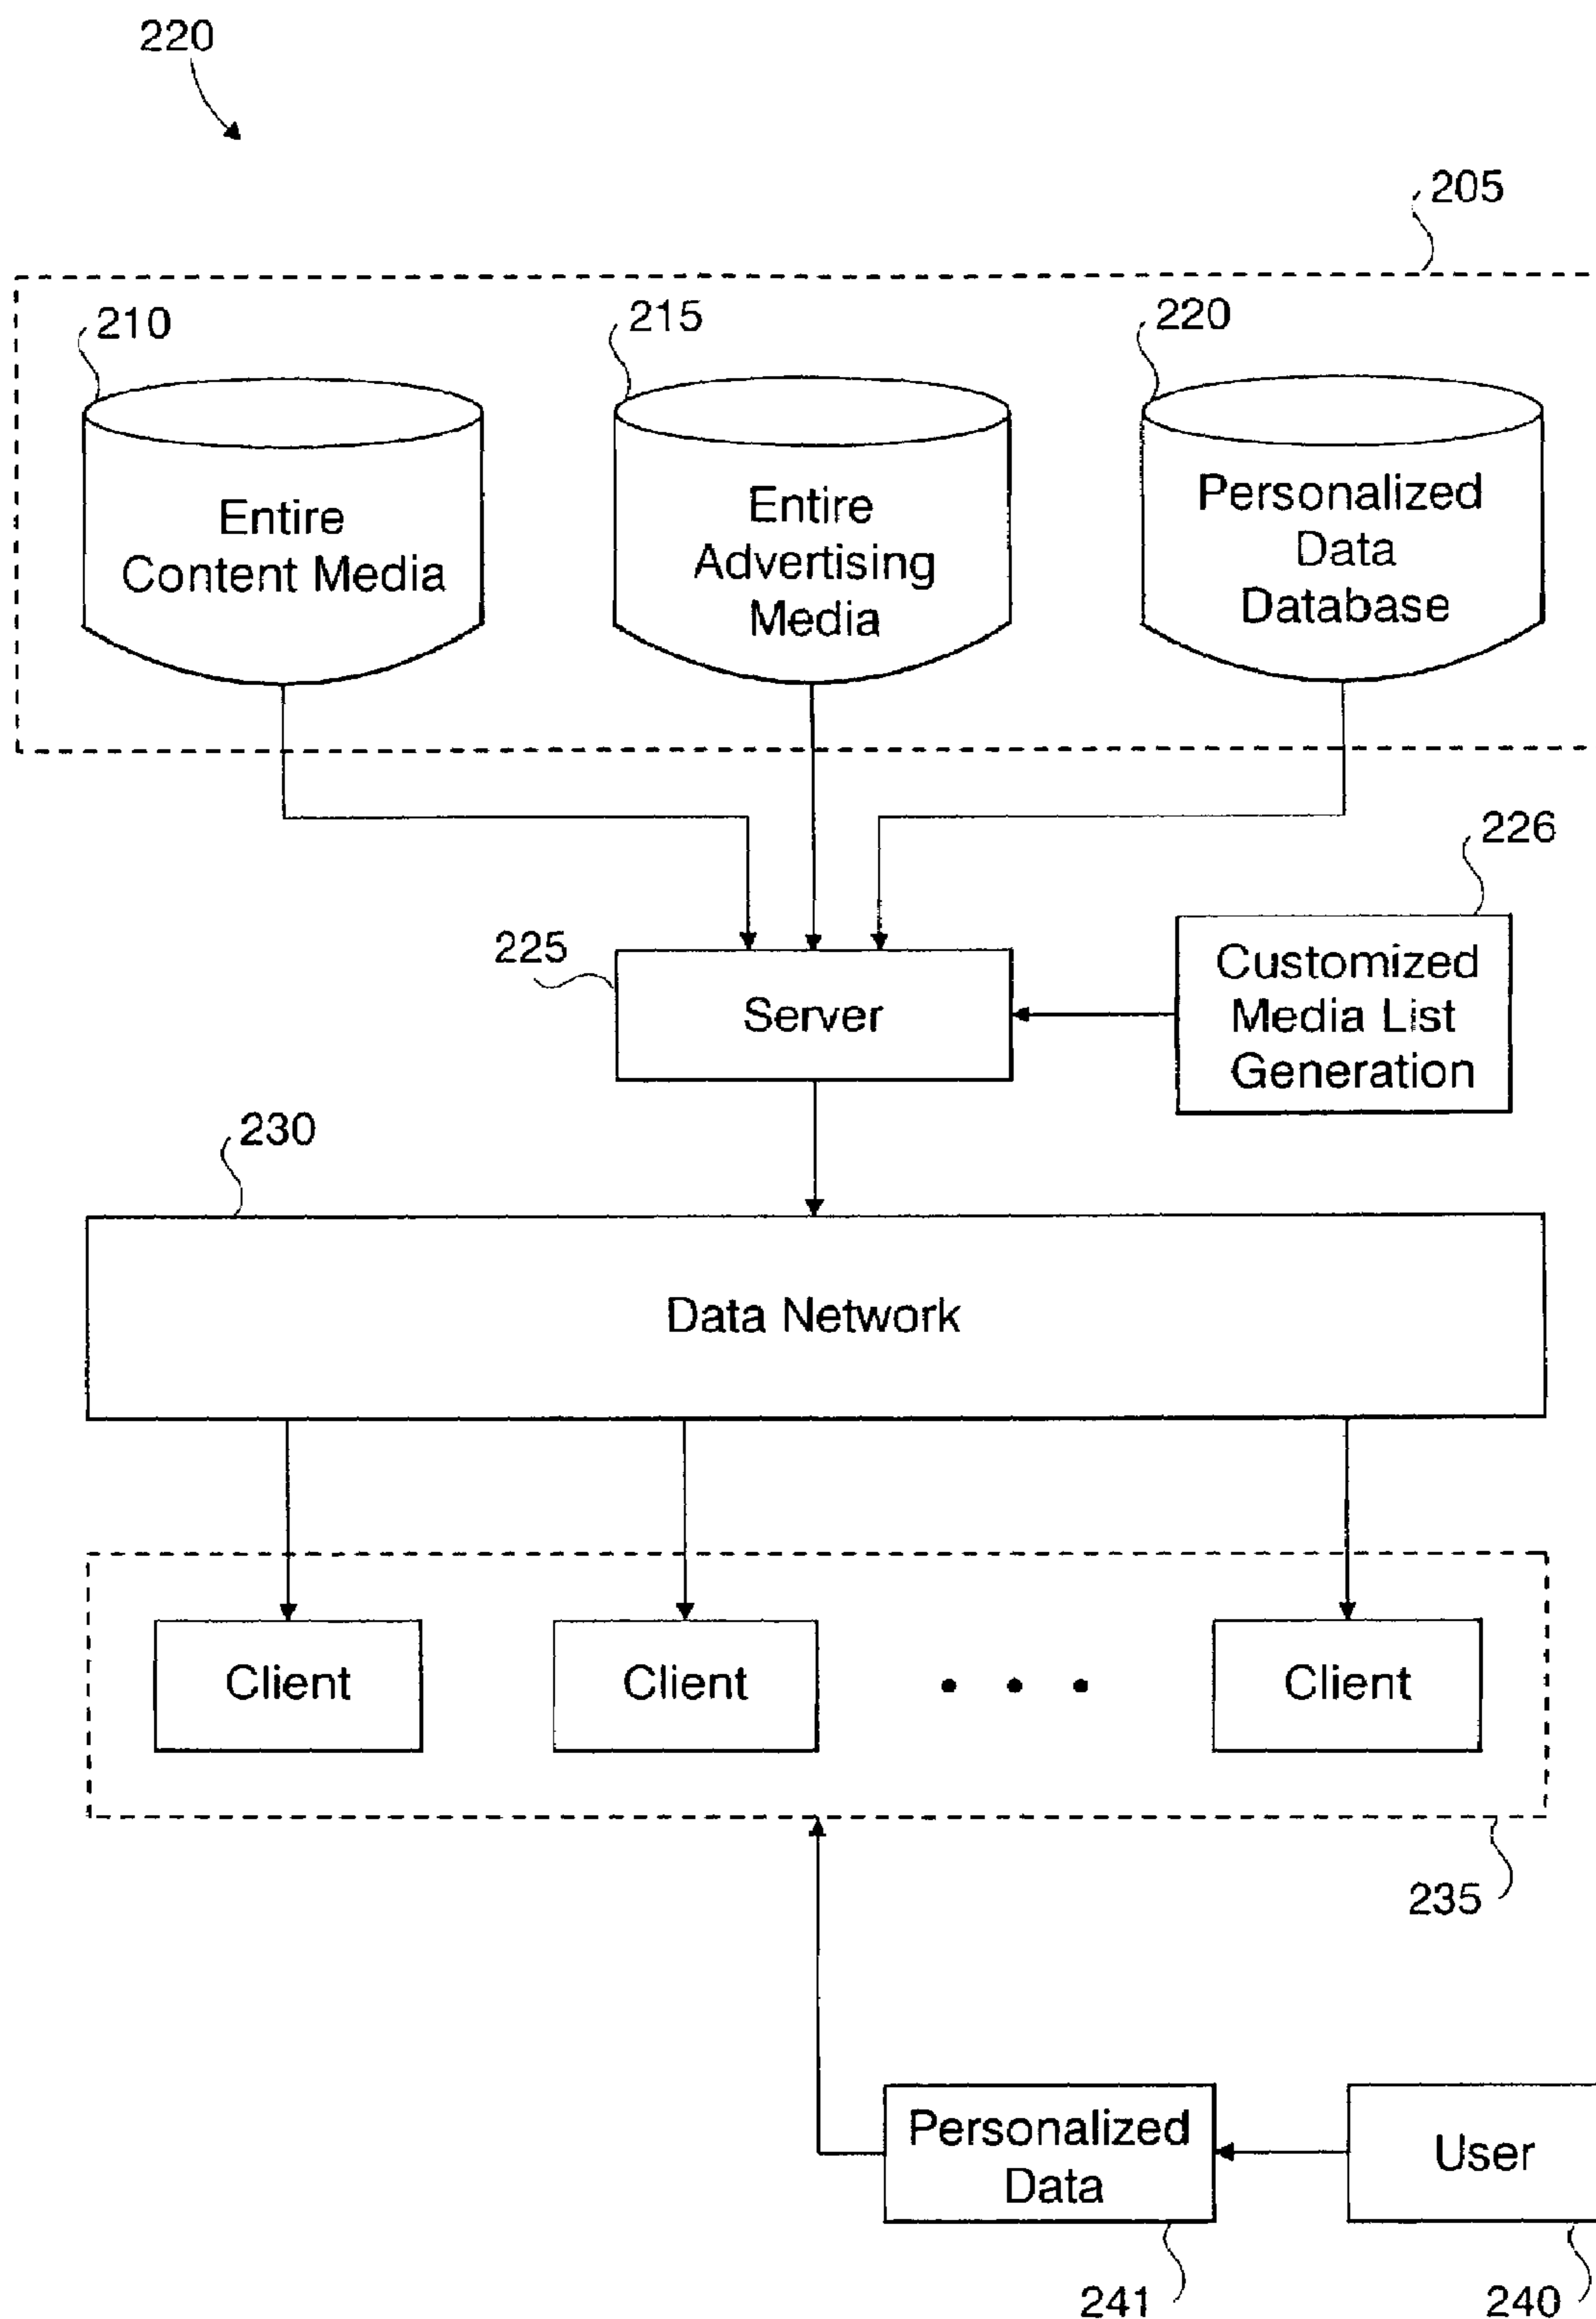 220
205
210
215
220
Entire
Content Media
Entire
Advertising
Media
Personalized
Data
Database
226
225
Server
Customized
Media List
Generation
230
Data Network
Client
Client
Client
235
Personalized
Data
User
241
240